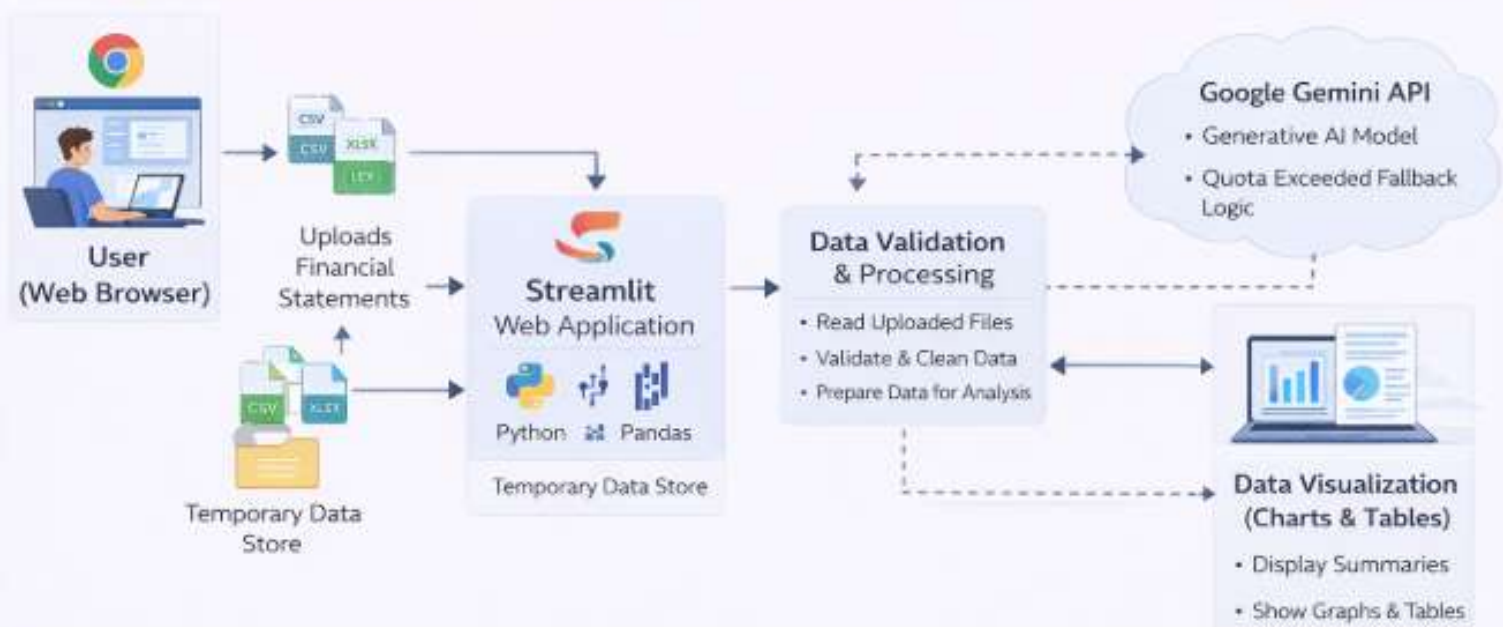 User
(Web Browser)
CSV
CSV
XLSX
LEX
Uploads
Financial
Statements
CSV
XLEX
Temporary Data
Store
Streamlit
Web Application
Python
Pandas
Temporary Data Store
Data Validation
& Processing
• Read Uploaded Files
• Validate & Clean Data
• Prepare Data for Analysis
Google Gemini API
• Generative AI Model
• Quota Exceeded Fallback
Logic
Data Visualization
(Charts & Tables)
• Display Summaries
• Show Graphs & Tables